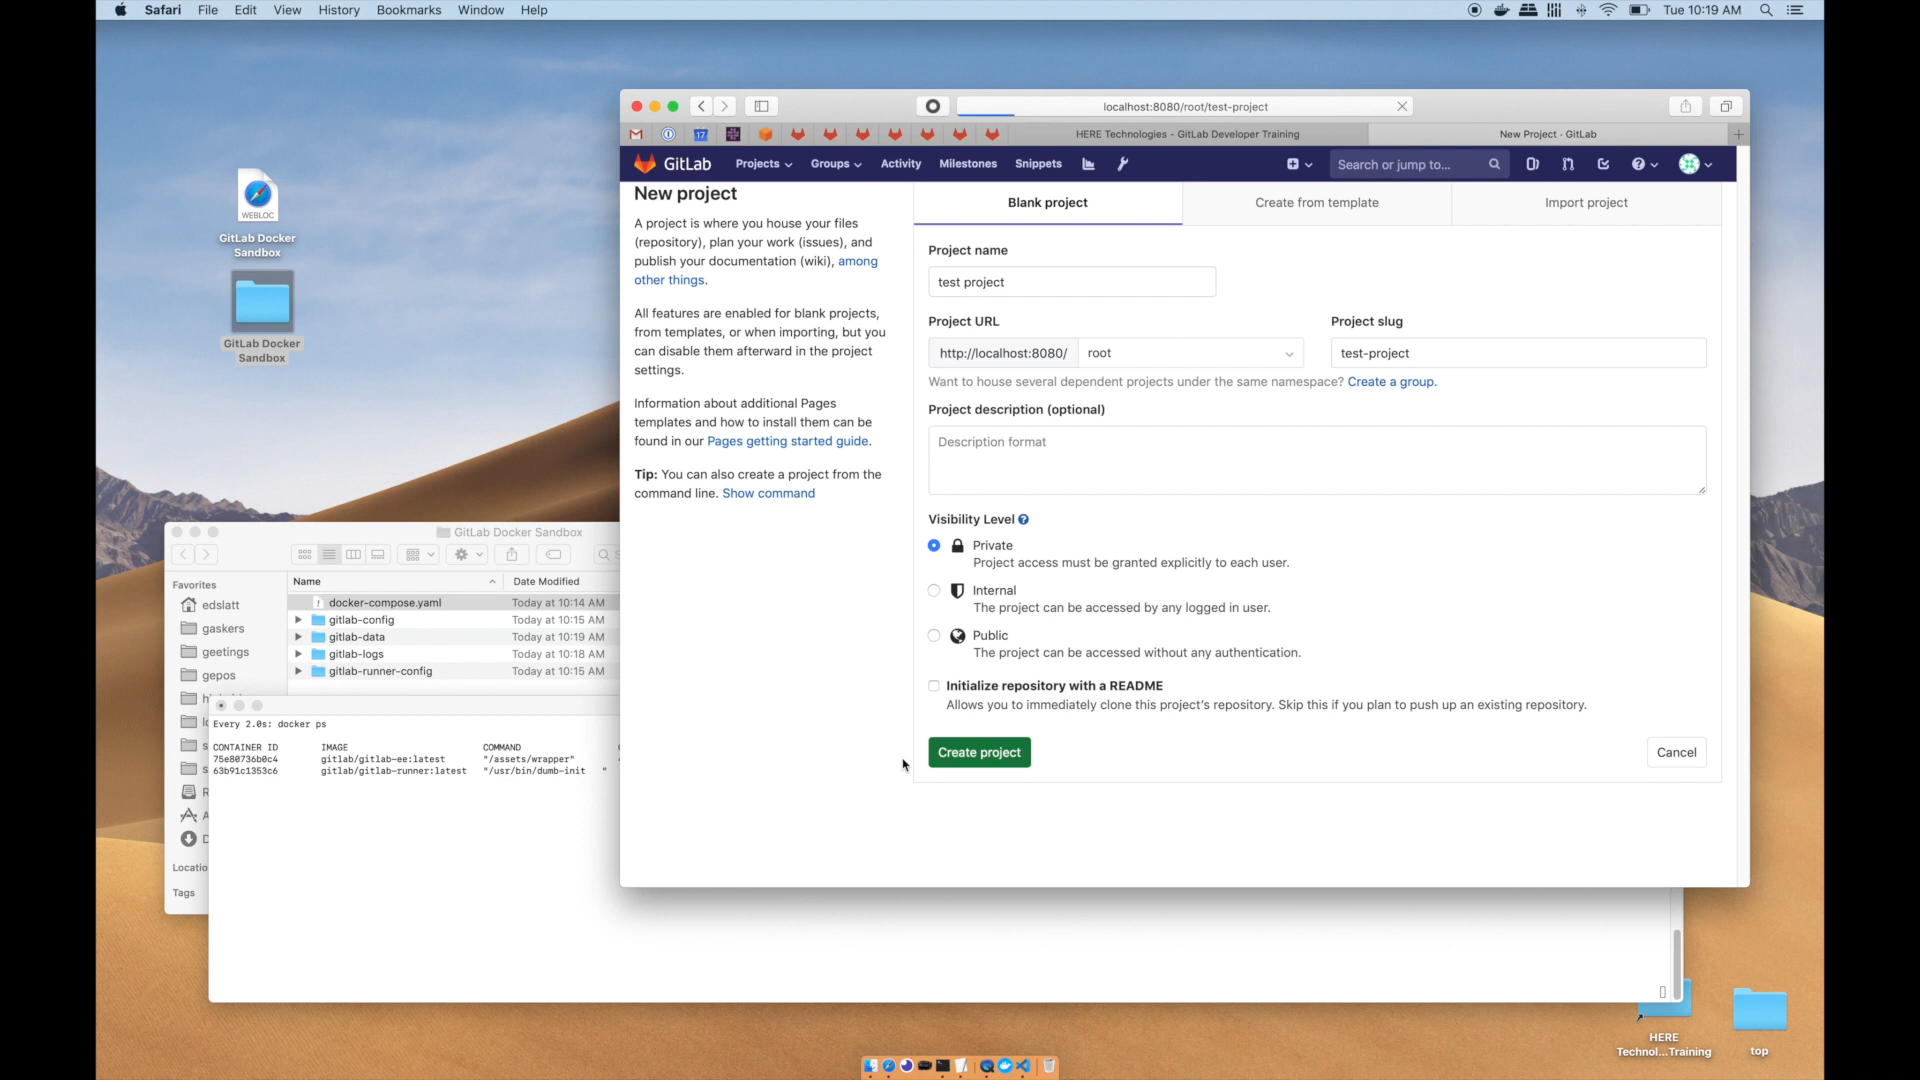 Safari File Edit View History Bookmarks Window Help
Tue 10:19 AM
localhost:8080/root/test-project
17
HERE Technologies - GitLab Developer Training
New Project · GitLab
GitLab Projects Groups Activity Milestones Snippets
Search or jump to...
WEBLOC
GitLab Docker
Sandbox
GitLab Docker
Sandbox
New project
A project is where you house your files
(repository), plan your work (issues), and
publish your documentation (wiki), among
other things.
All features are enabled for blank projects,
from templates, or when importing, but you
can disable them afterward in the project
settings.
Information about additional Pages
templates and how to install them can be
found in our Pages getting started guide.
Tip: You can also create a project from the
command line. Show command
Blank project
Create from template
Import project
Project name
test project
Project URL
Project slug
http://localhost:8080/ root
test-project
Want to house several dependent projects under the same namespace? Create a group.
Project description (optional)
Description format
Visibility Level
Private
Project access must be granted explicitly to each user.
Internal
The project can be accessed by any logged in user.
Public
The project can be accessed without any authentication.
Initialize repository with a README
Allows you to immediately clone this project's repository. Skip this if you plan to push up an existing repository.
Create project
Cancel
GitLab Docker Sandbox
Favorites
edslatt
gaskers
geetings
gepos
Locatio
Tags
Name Date Modified
docker-compose.yaml Today at 10:14 AM
gitlab-config Today at 10:15 AM
gitlab-data Today at 10:19 AM
gitlab-logs Today at 10:18 AM
gitlab-runner-config Today at 10:15 AM
Every 2.0s: docker ps
CONTAINER ID IMAGE COMMAND
75e80736b0c4 gitlab/gitlab-ee:latest "/assets/wrapper"
63b91c1353c6 gitlab/gitlab-runner:latest "/usr/bin/dumb-init "
HERE
Technol...Training
top